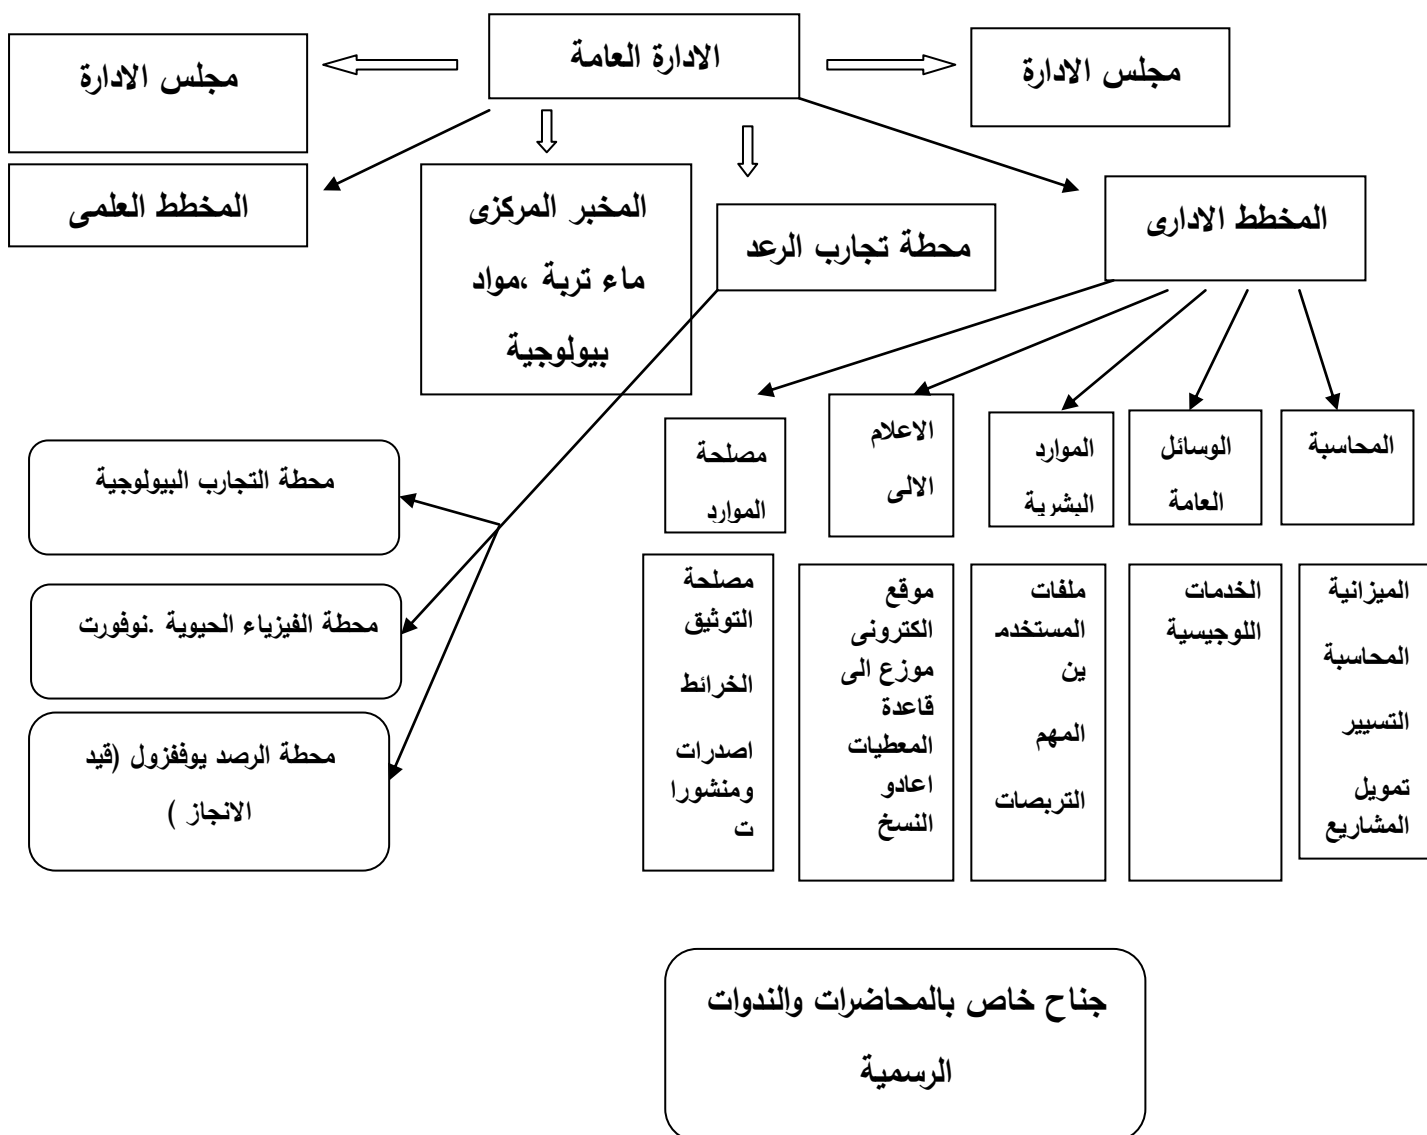 الادارة العامة
مجلس الادارة
مجلس الادارة
المخطط الادارى
محطة تجارب الرعد
المخبر المركزى
ماء تربة ،مواد
بيولوجية
المخطط العلمى
المحاسبة
الوسائل
العامة
الموارد
البشرية
الاعلام
الالى
مصلحة
الموارد
الميزانية
المحاسبة
التسيير
تمويل
المشاريع
الخدمات
اللوجيسية
ملفات
المستخدمـ
ين
المهم
التربصات
موقع
الكترونى
موزع الى
قاعدة
المعطيات
اعادو
النسخ
مصلحة
التوثيق
الخرائط
اصدرات
ومنشورا
ت
محطة التجارب البيولوجية
محطة الفيزياء الحيوية .نوفورت
محطة الرصد يوففزول (قيد
الانجاز )
جناح خاص بالمحاضرات والندوات
الرسمية